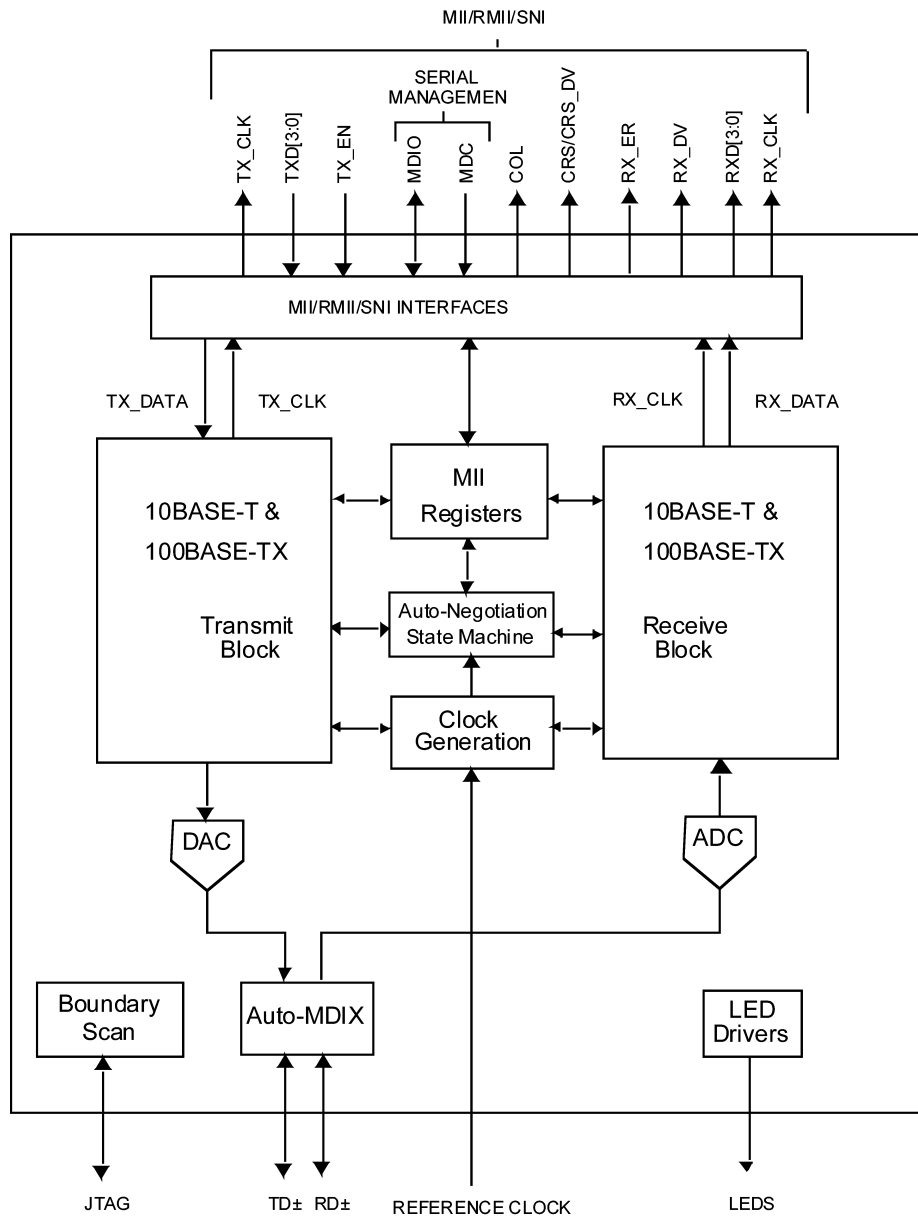 MII/RMII/SNI
SERIAL
MANAGEMEN
TX_CLK
TXD[3:0]
TX_EN
MDIO
MDC
COL
CRS/CRS_DV
RX_ER
RX_DV
RXD[3:0]
RX_CLK
MII/RMII/SNI INTERFACES
TX_DATA
TX_CLK
RX_CLK
RX_DATA
10BASE-T &
100BASE-TX
Transmit
Block
MII
Registers
Auto-Negotiation
State Machine
Clock
Generation
10BASE-T &
100BASE-TX
Receive
Block
DAC
ADC
Boundary
Scan
Auto-MDIX
LED
Drivers
JTAG
TD±
RD±
REFERENCE CLOCK
LEDS